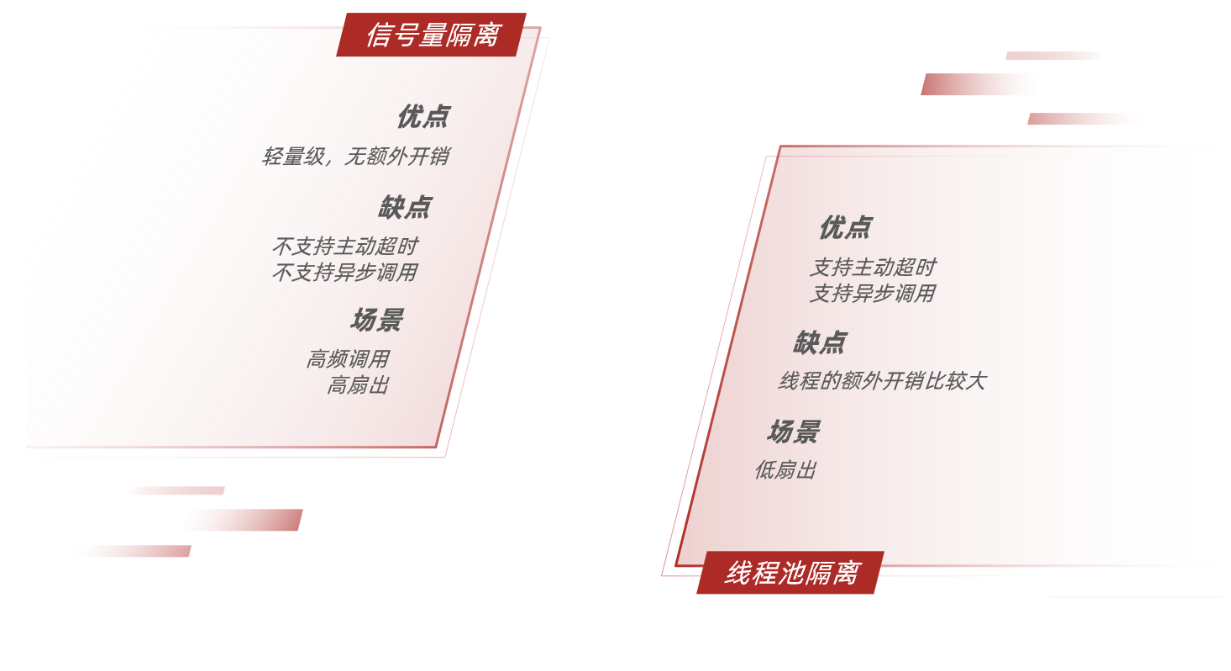 信号量隔离
优点
轻量级，无额外开销
缺点
不支持主动超时
不支持异步调用
场景
高频调用
高扇出
优点
支持主动超时
支持异步调用
缺点
线程的额外开销比较大
场景
低扇出
线程池隔离